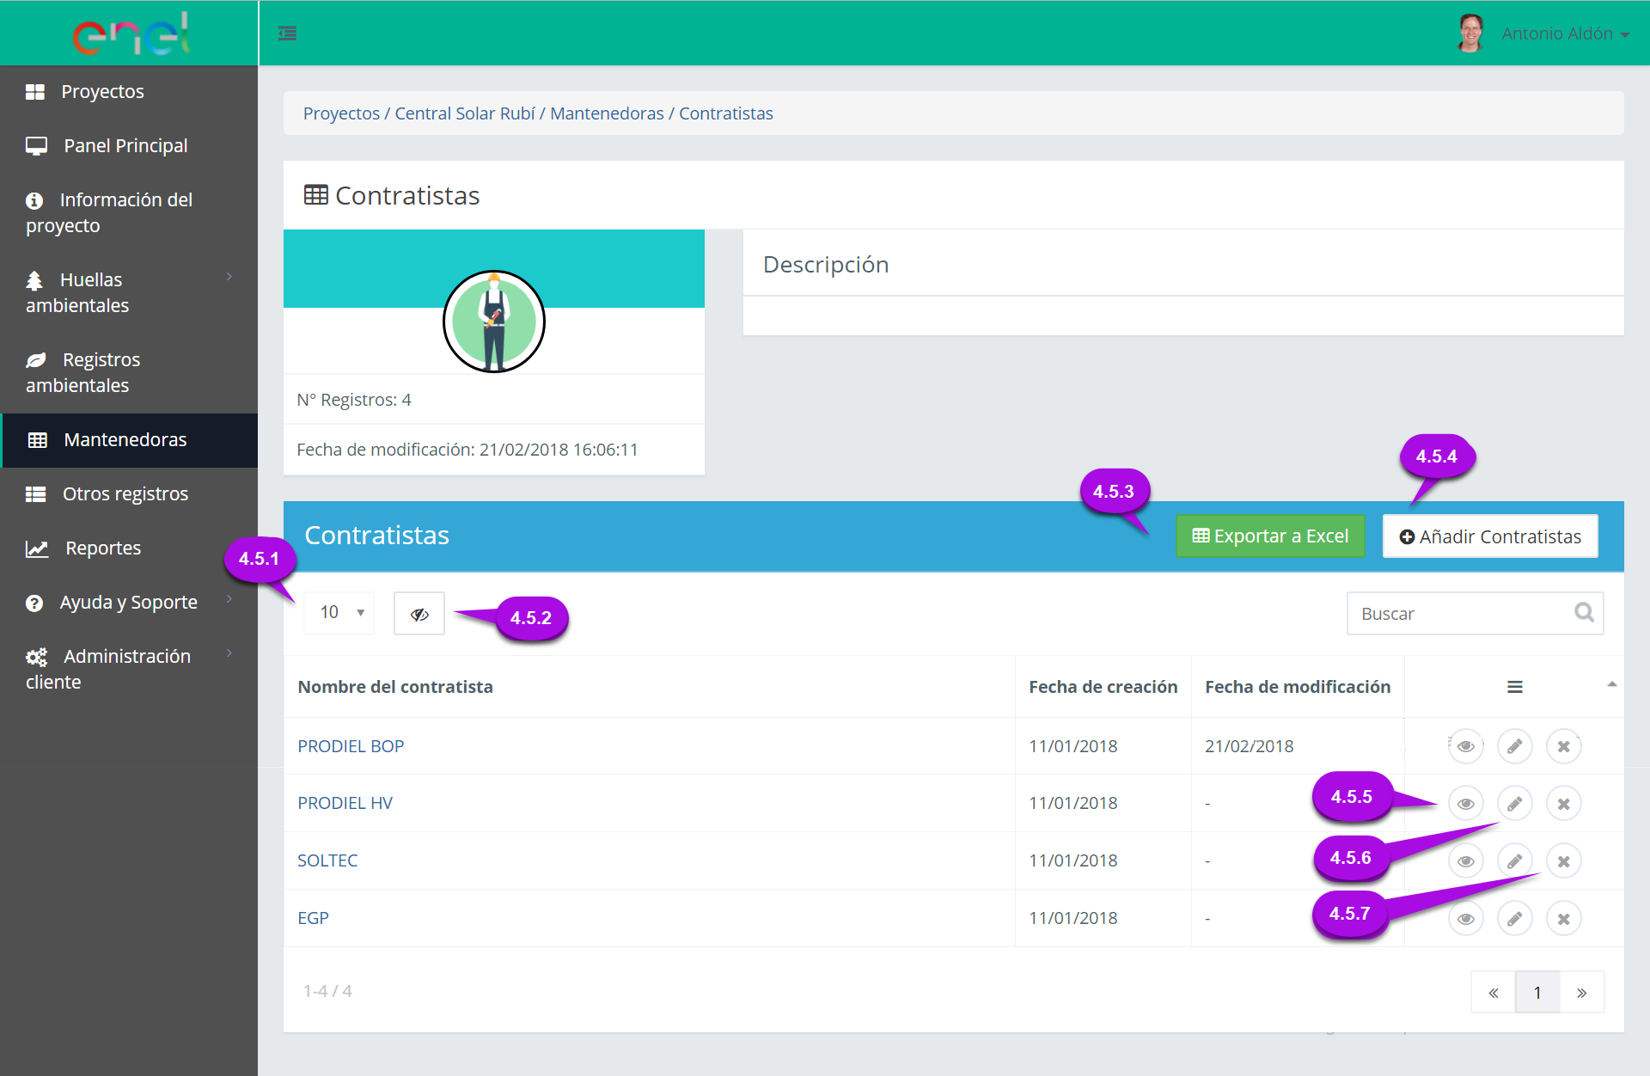 enel
Antonio Aldón
Proyectos
Panel Principal
Información del
proyecto
Huellas
ambientales
Registros
ambientales
Mantenedoras
Otros registros
Reportes
Ayuda y Soporte
Administración
cliente
Proyectos / Central Solar Rubí / Mantenedoras / Contratistas
Contratistas
Descripción
N° Registros: 4
Fecha de modificación: 21/02/2018 16:06:11
4.5.4
4.5.3
Contratistas
Exportar a Excel
Añadir Contratistas
4.5.1
10
4.5.2
Buscar
Nombre del contratista Fecha de creación Fecha de modificación
PRODIEL BOP 11/01/2018 21/02/2018
PRODIEL HV 11/01/2018 -
4.5.5
SOLTEC 11/01/2018 -
4.5.6
EGP 11/01/2018 -
4.5.7
1-4 / 4
« 1 »